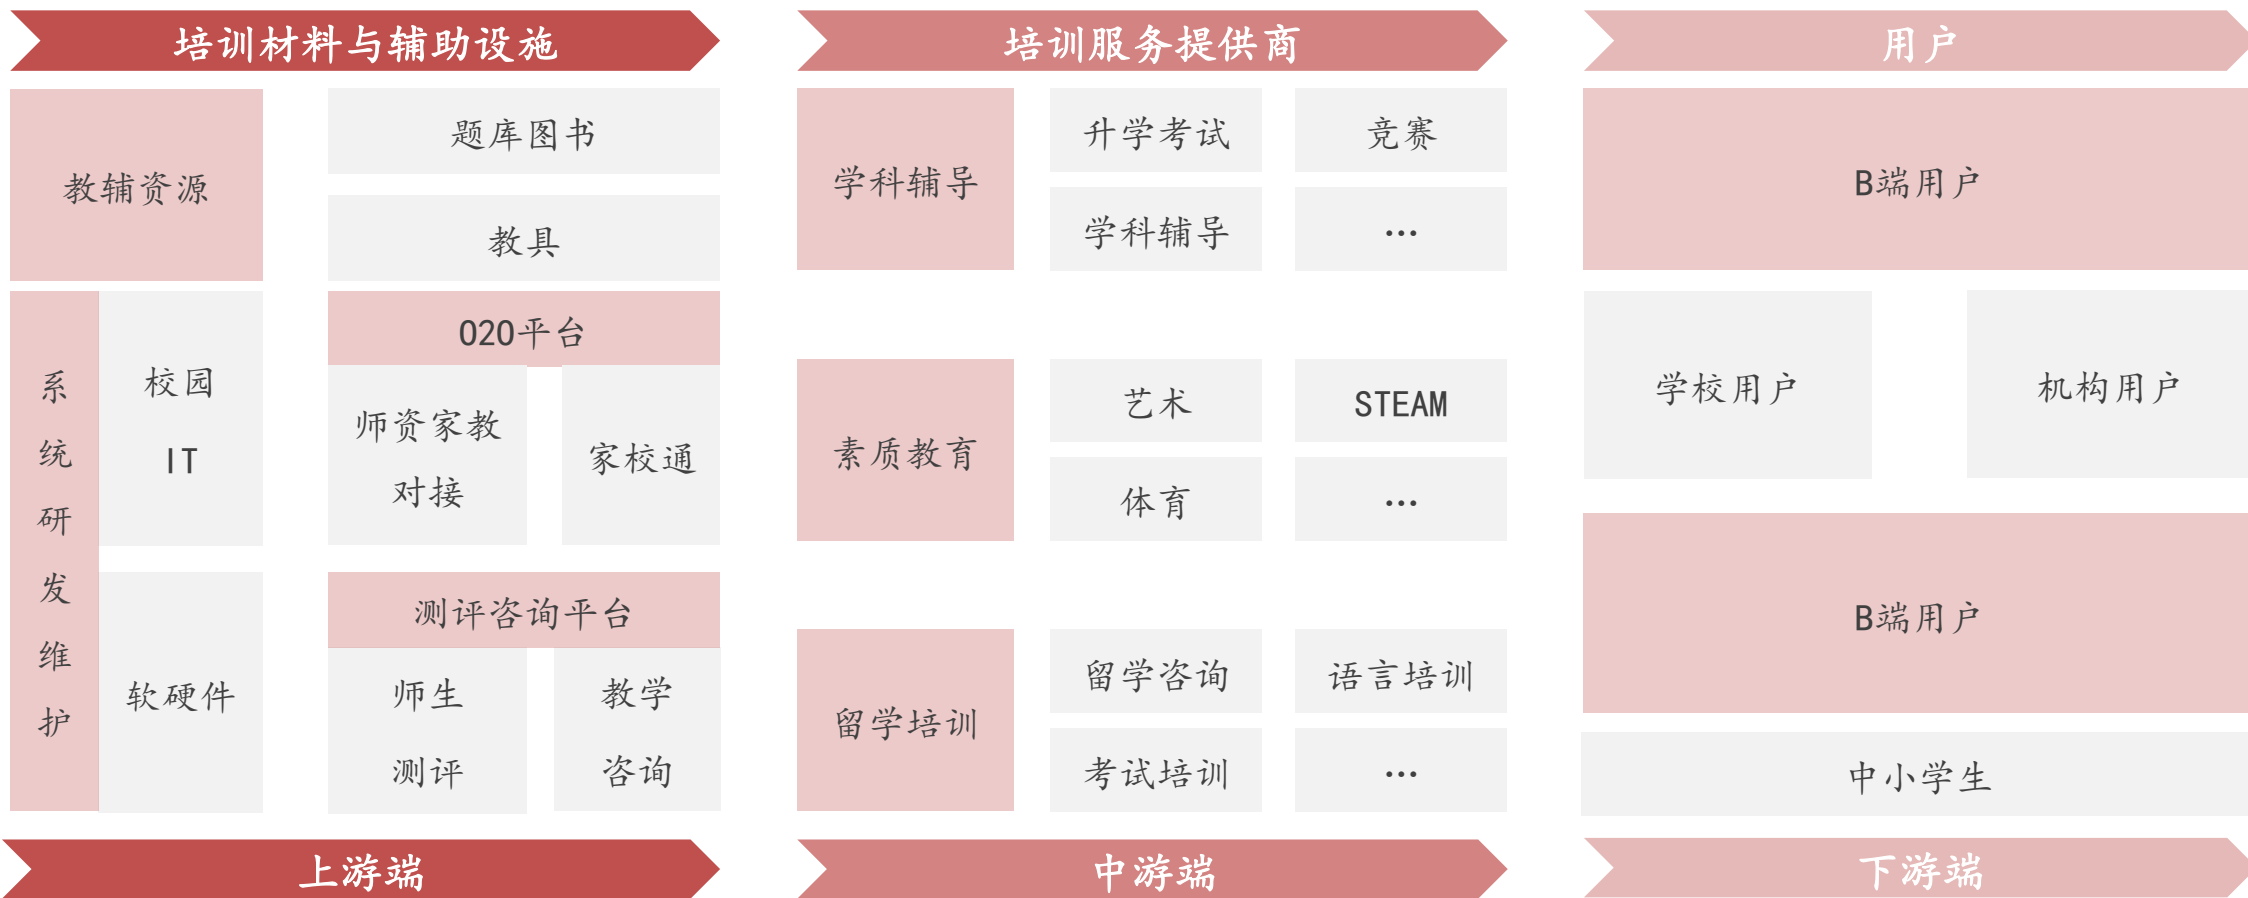 培训材料与辅助设施
培训服务提供商
用户
教辅资源
题库图书
教具
系
统
研
发
维
护
校园
IT
软硬件
O2O平台
师资家教
对接
家校通
测评咨询平台
师生
测评
教学
咨询
学科辅导
升学考试
竞赛
学科辅导
...
素质教育
艺术
STEAM
体育
...
留学培训
留学咨询
语言培训
考试培训
...
B端用户
学校用户
机构用户
B端用户
中小学生
上游端
中游端
下游端